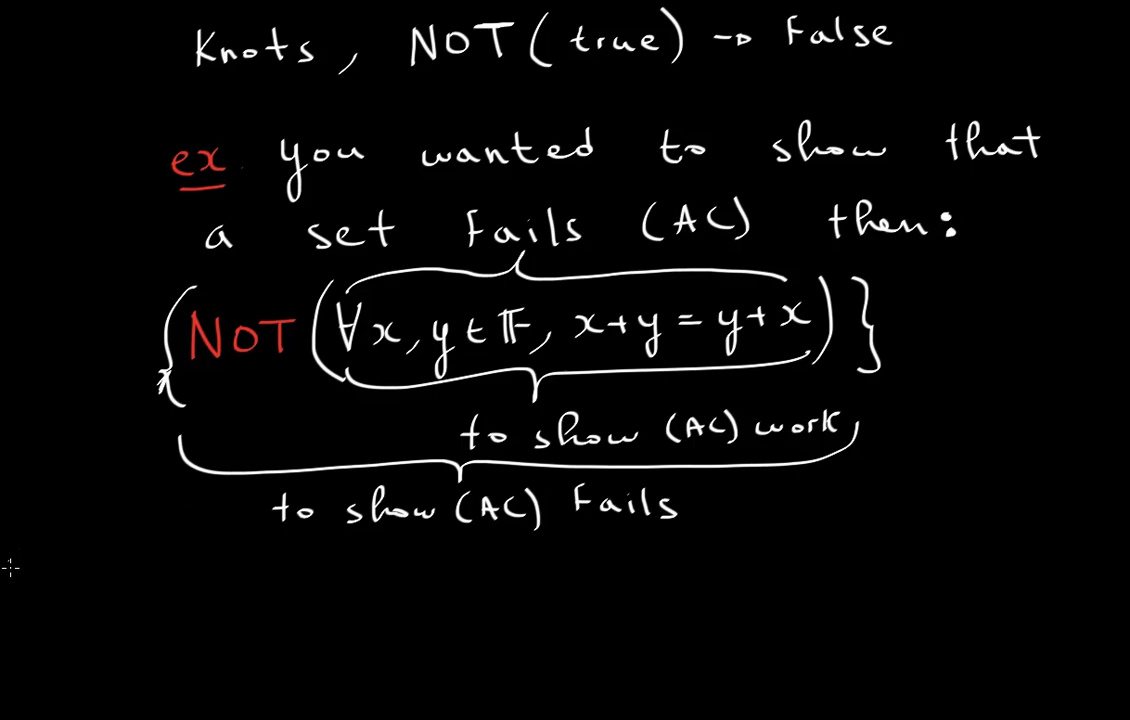 Knots, NOT(true) → False
ex you wanted to show that
a set Fails (AC) then:
{NOT(∀x, y ∈ 𝔽, x+y = y+x)}
to show (AC) work
to show (AC) Fails